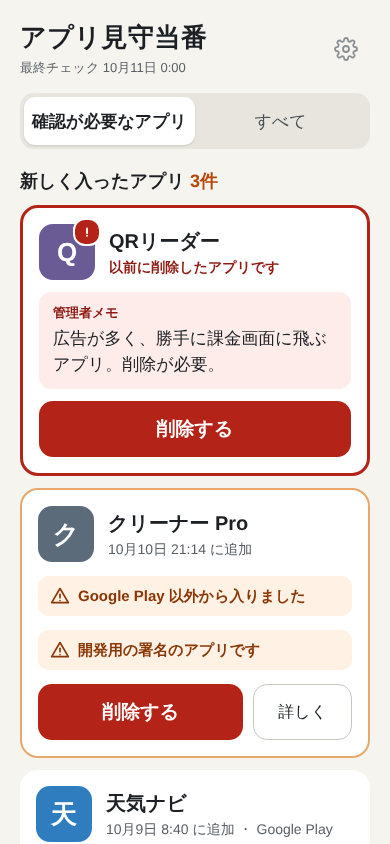 アプリ見守当番
最終チェック 10月11日 0:00
確認が必要なアプリ
すべて
新しく入ったアプリ 3件
Q
!
QRリーダー
以前に削除したアプリです
管理者メモ
広告が多く、勝手に課金画面に飛ぶ
アプリ。削除が必要。
削除する
ク
クリーナー Pro
10月10日 21:14 に追加
Google Play 以外から入りました
開発用の署名のアプリです
削除する
詳しく
天
天気ナビ
10月9日 8:40 に追加 ・ Google Play